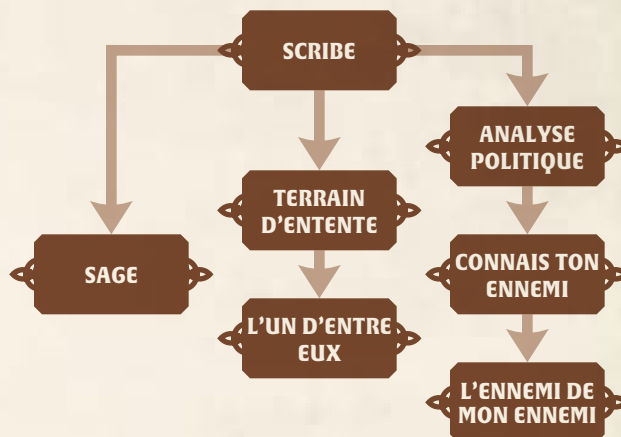 SCRIBE
ANALYSE
POLITIQUE
TERRAIN
D'ENTENTE
SAGE
CONNAIS TON
ENNEMI
L'UN D'ENTRE
EUX
L'ENNEMI DE
MON ENNEMI